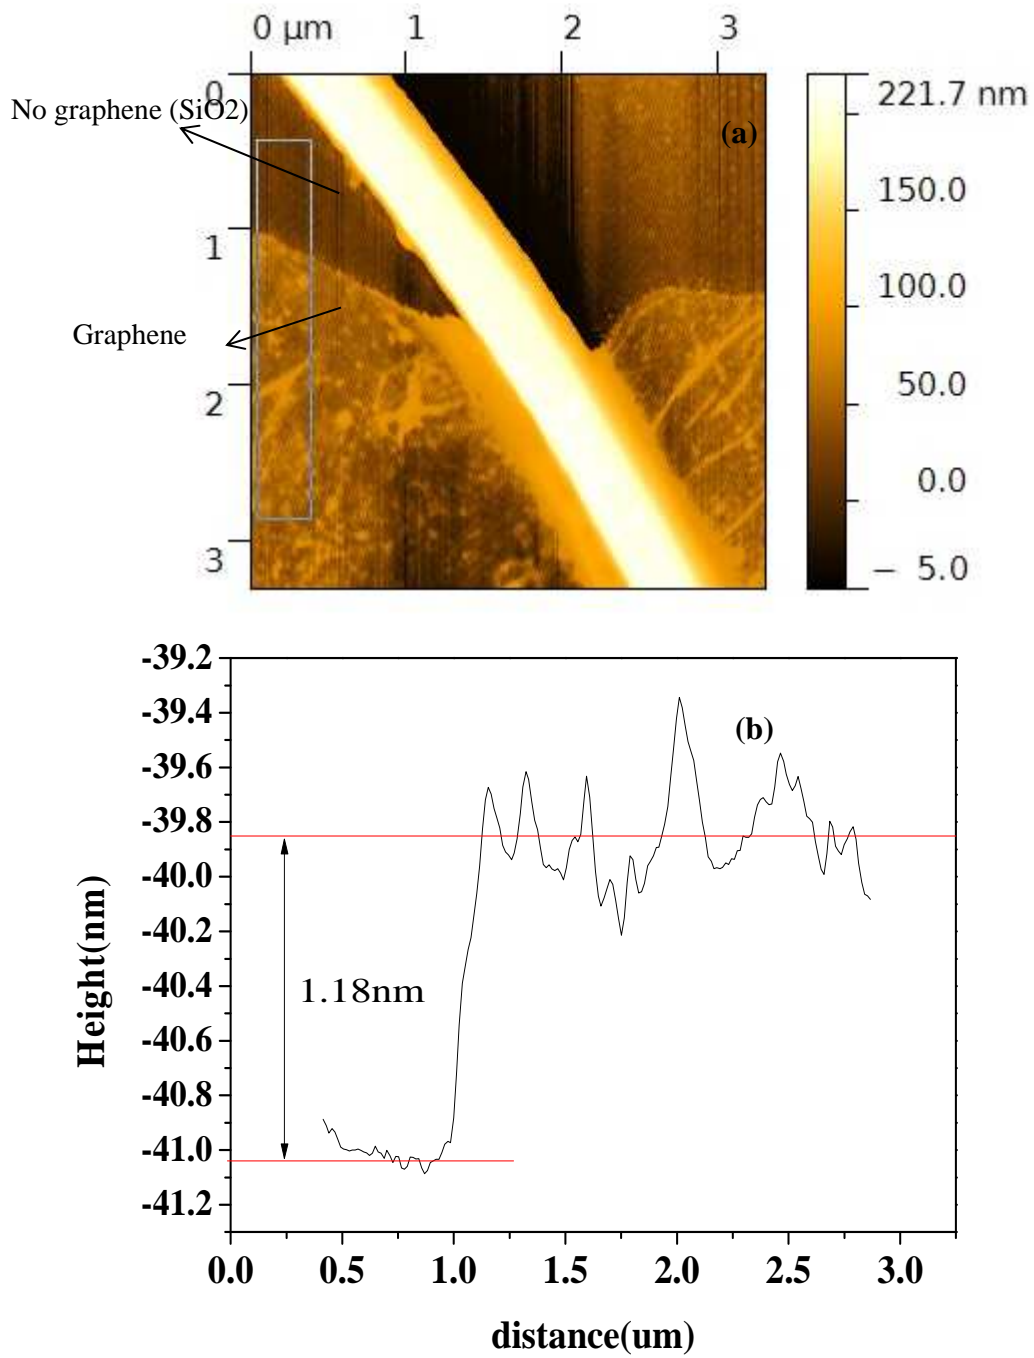 0 µm 1 2 3
0
No graphene (SiO2)
(a)
1
Graphene
2
3
221.7 nm
150.0
100.0
50.0
0.0
− 5.0
-39.2
-39.4
(b)
-39.6
-39.8
-40.0
-40.2
-40.4
1.18nm
-40.6
-40.8
-41.0
-41.2
Height(nm)
0.0 0.5 1.0 1.5 2.0 2.5 3.0
distance(um)